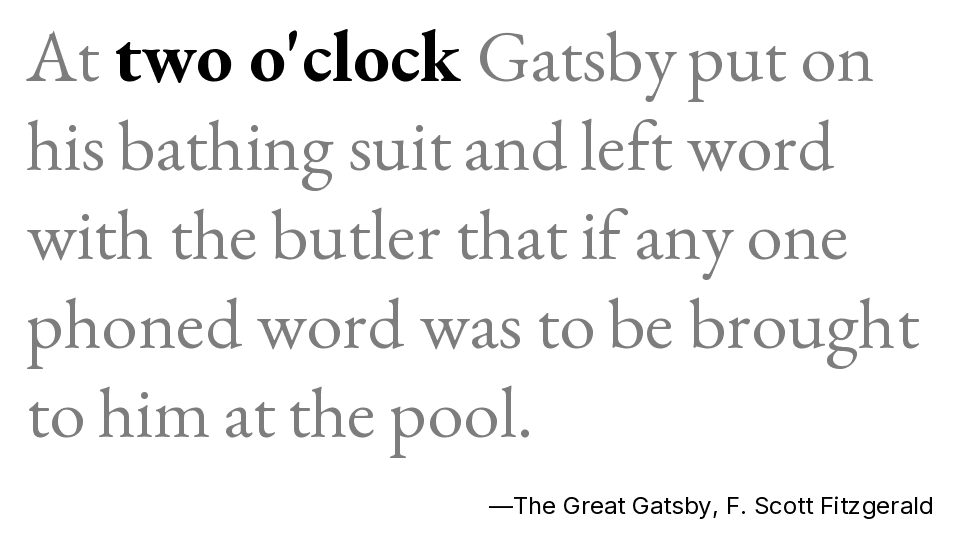 At two o'clock Gatsby put on
his bathing suit and left word
with the butler that if any one
phoned word was to be brought
to him at the pool.
—The Great Gatsby, F. Scott Fitzgerald